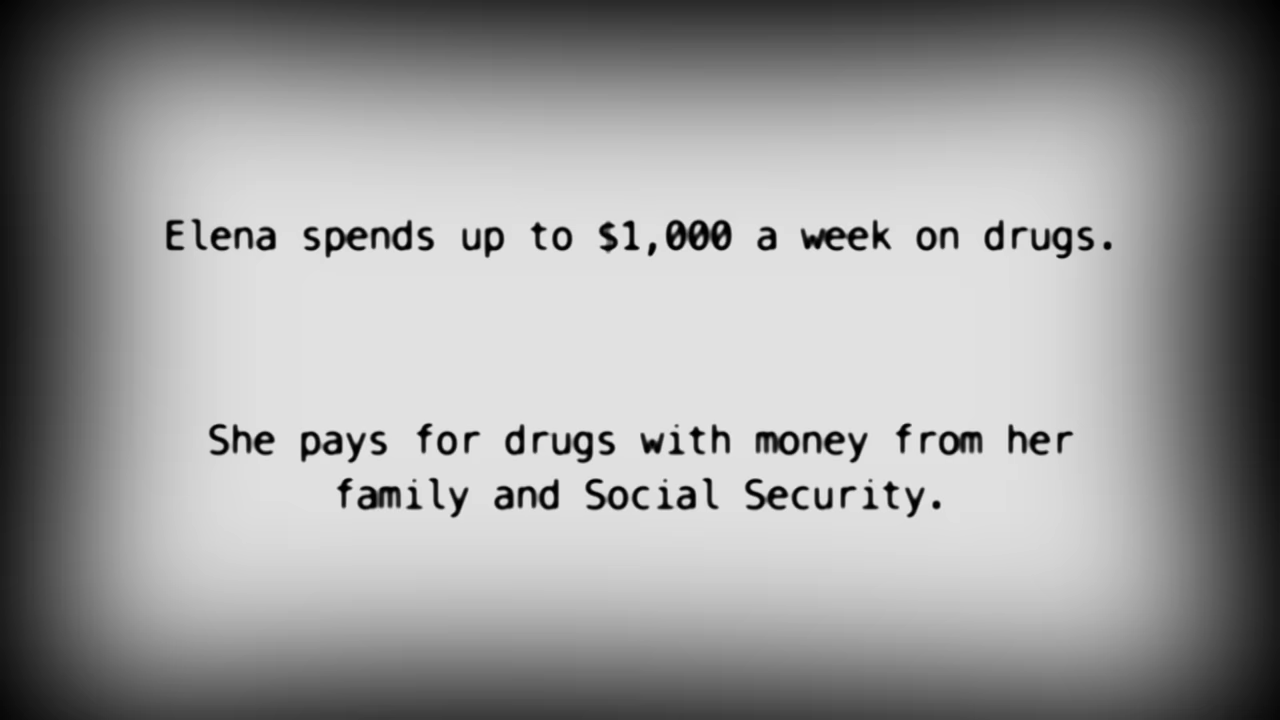 Elena spends up to $1,000 a week on drugs.
She pays for drugs with money from her
family and Social Security.